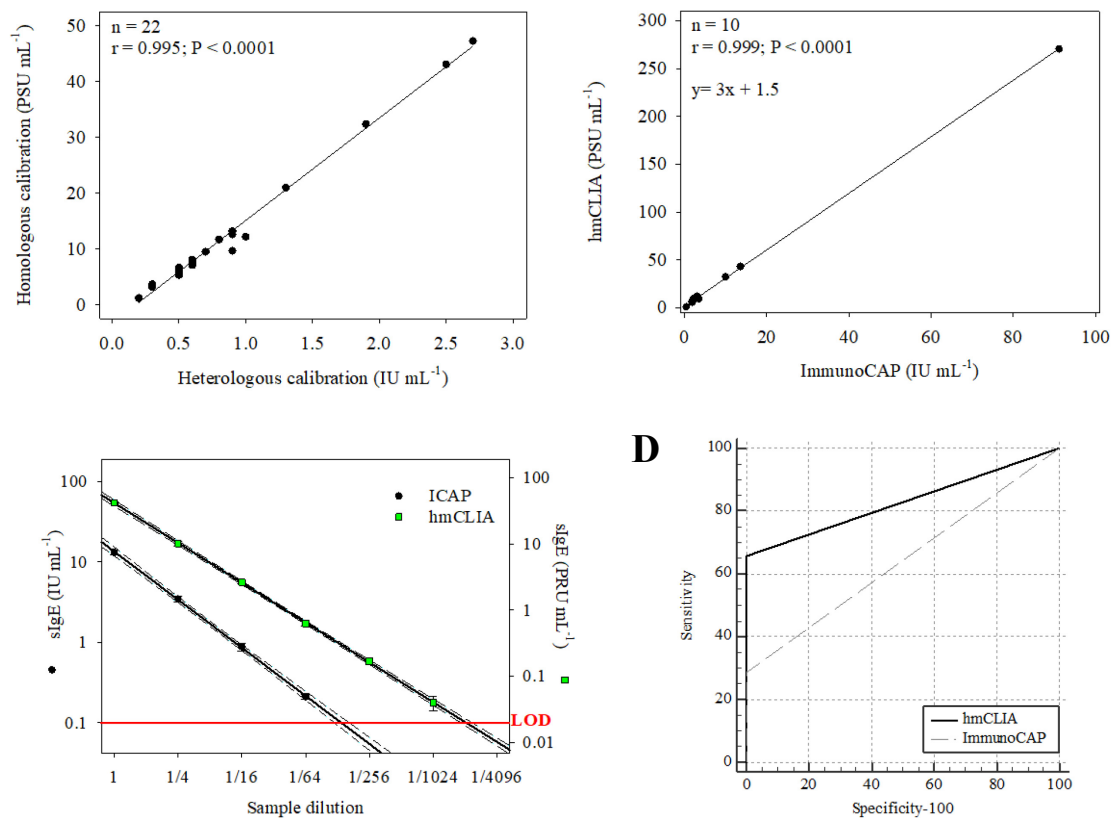 n = 22
r = 0.995; P < 0.0001
Homologous calibration (PSU mL⁻¹)
50
40
30
20
10
0
0.0 0.5 1.0 1.5 2.0 2.5 3.0
Heterologous calibration (IU mL⁻¹)
n = 10
r = 0.999; P < 0.0001
y= 3x + 1.5
hmCLIA (PSU mL⁻¹)
300
250
200
150
100
50
0
0 20 40 60 80 100
ImmunoCAP (IU mL⁻¹)
sIgE (IU mL⁻¹)
100
10
1
0.1
ICAP
hmCLIA
LOD
100
10
1
0.1
0.01
sIgE (PRU mL⁻¹)
1 1/4 1/16 1/64 1/256 1/1024 1/4096
Sample dilution
D
Sensitivity
100
80
60
40
20
0
hmCLIA
ImmunoCAP
0 20 40 60 80 100
Specificity-100